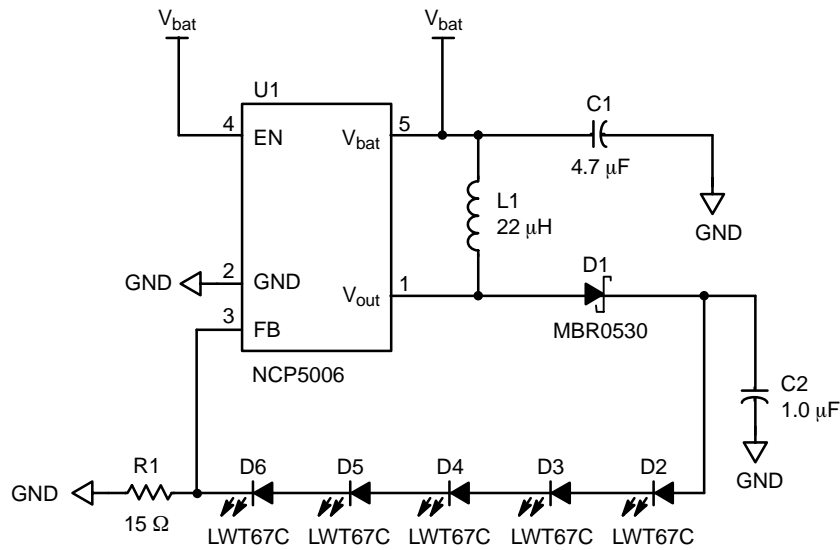 Vbat
Vbat
U1
C1
4
EN
Vbat
5
4.7 μF
L1
22 μH
GND
GND
2
GND
Vout
1
D1
3
FB
MBR0530
NCP5006
C2
1.0 μF
GND
R1
D6
D5
D4
D3
D2
GND
15 Ω
LWT67C
LWT67C
LWT67C
LWT67C
LWT67C